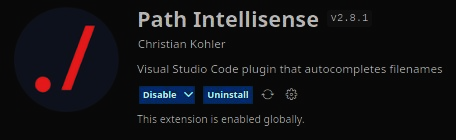 Path Intellisense v2.8.1
Christian Kohler
Visual Studio Code plugin that autocompletes filenames
Disable Uninstall
This extension is enabled globally.